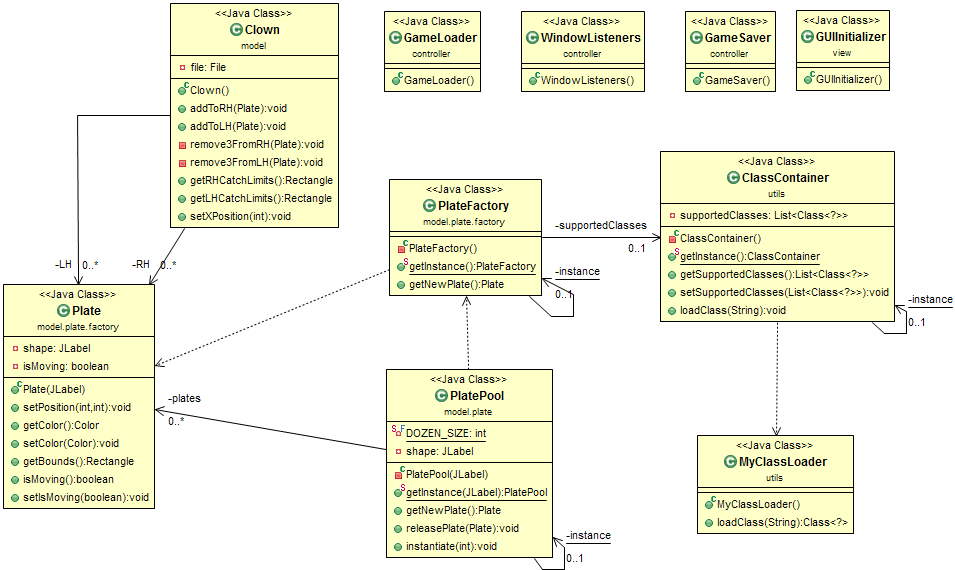 <<Java Class>>
Clown
model
file: File
Clown()
addToRH(Plate):void
addToLH(Plate):void
remove3FromRH(Plate):void
remove3FromLH(Plate):void
getRHCatchLimits():Rectangle
getLHCatchLimits():Rectangle
setXPosition(int):void
<<Java Class>>
GameLoader
controller
GameLoader()
<<Java Class>>
WindowListeners
controller
WindowListeners()
<<Java Class>>
GameSaver
controller
GameSaver()
<<Java Class>>
GUIInitializer
view
GUIInitializer()
-LH
0..*
-RH
0..*
<<Java Class>>
PlateFactory
model.plate.factory
PlateFactory()
getInstance():PlateFactory
getNewPlate():Plate
-supportedClasses
0..1
-instance
0..1
<<Java Class>>
ClassContainer
utils
supportedClasses: List<Class<?>>
ClassContainer()
getInstance():ClassContainer
getSupportedClasses():List<Class<?>>
setSupportedClasses(List<Class<?>>):void
loadClass(String):void
-instance
0..1
<<Java Class>>
Plate
model.plate.factory
shape: JLabel
isMoving: boolean
Plate(JLabel)
setPosition(int,int):void
getColor():Color
setColor(Color):void
getBounds():Rectangle
isMoving():boolean
setIsMoving(boolean):void
-plates
0..*
<<Java Class>>
PlatePool
model.plate
DOZEN_SIZE: int
shape: JLabel
PlatePool(JLabel)
getInstance(JLabel):PlatePool
getNewPlate():Plate
releasePlate(Plate):void
instantiate(int):void
-instance
0..1
<<Java Class>>
MyClassLoader
utils
MyClassLoader()
loadClass(String):Class<?>